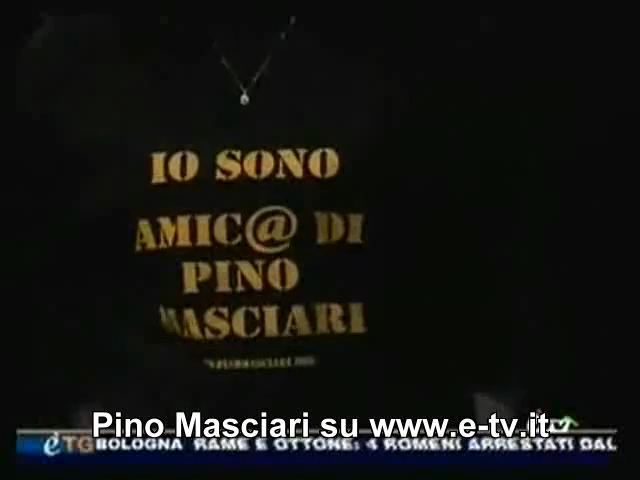 IO SONO
AMIC@ DI
PINO
MASCIARI
Pino Masciari su www.e-tv.it
èTG BOLOGNA RAME E OTTONE: 4 ROMENI ARRESTATI DAL